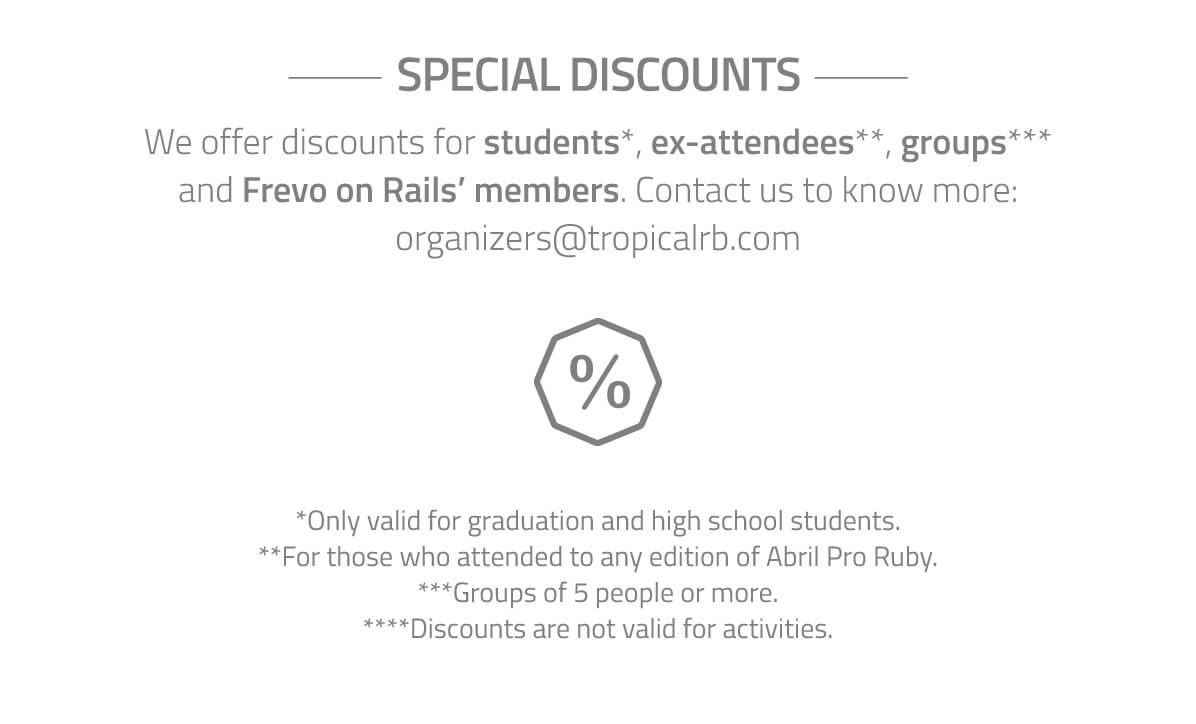 SPECIAL DISCOUNTS
We offer discounts for students*, ex-attendees**, groups***
and Frevo on Rails’ members. Contact us to know more:
organizers@tropicalrb.com
%
*Only valid for graduation and high school students.
**For those who attended to any edition of Abril Pro Ruby.
***Groups of 5 people or more.
****Discounts are not valid for activities.